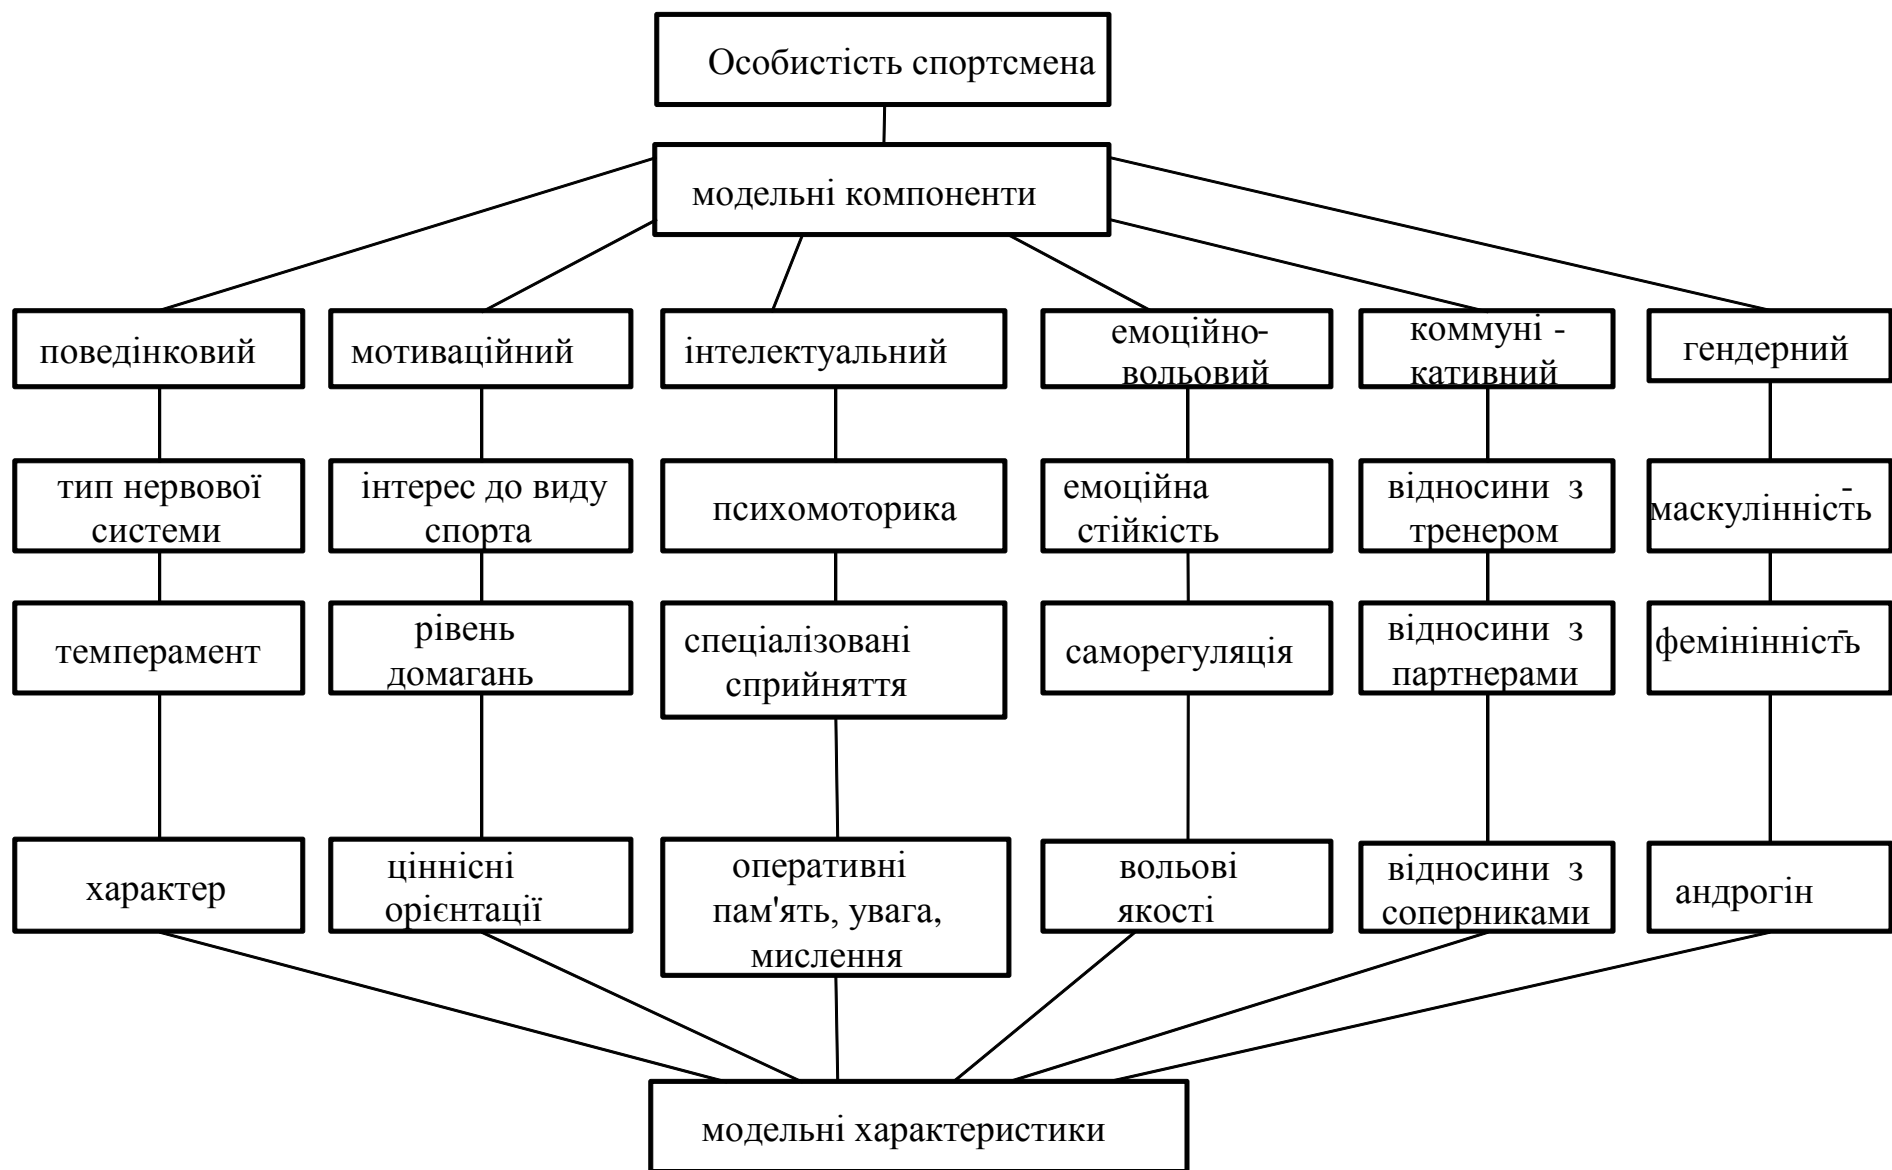 Особистість спортсмена
модельні компоненти
поведінковий
мотиваційний
інтелектуальний
емоційно-
вольовий
коммуні -
кативний
гендерний
тип нервової
системи
інтерес до виду
спорта
психомоторика
емоційна
стійкість
відносини з
тренером
маскулінність
темперамент
рівень
домагань
спеціалізовані
сприйняття
саморегуляція
відносини з
партнерами
фемінінність
характер
ціннісні
орієнтації
оперативні
пам'ять, увага,
мислення
вольові
якості
відносини з
соперниками
андрогін
модельні характеристики